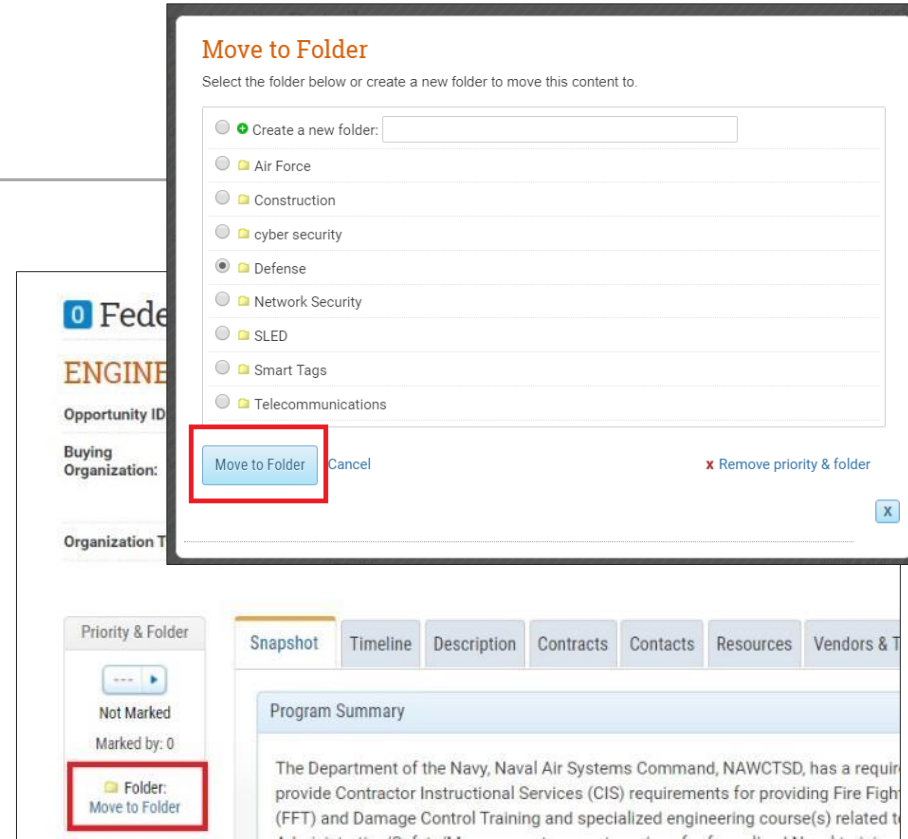 Move to Folder
Select the folder below or create a new folder to move this content to.
Create a new folder:
Air Force
Construction
cyber security
Defense
Network Security
SLED
Smart Tags
Telecommunications
Move to Folder Cancel x Remove priority & folder
X
0 Fede
ENGINE
Opportunity ID
Buying
Organization:
Organization T
Priority & Folder
--- 
Not Marked
Marked by: 0
Folder:
Move to Folder
Snapshot Timeline Description Contracts Contacts Resources Vendors & T
Program Summary
The Department of the Navy, Naval Air Systems Command, NAWCTSD, has a require
provide Contractor Instructional Services (CIS) requirements for providing Fire Figh
(FFT) and Damage Control Training and specialized engineering course(s) related t